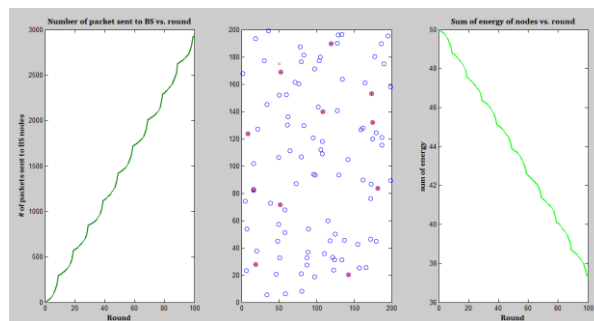 Number of packet sent to BS vs. round
# of packets sent to BS nodes
3000
2500
2000
1500
1000
500
0
0 20 40 60 80 100
Round
200
180
160
140
120
100
80
60
40
20
0
0 50 100 150 200
Sum of energy of nodes vs. round
sum of energy
50
48
46
44
42
40
38
36
0 20 40 60 80 100
Round